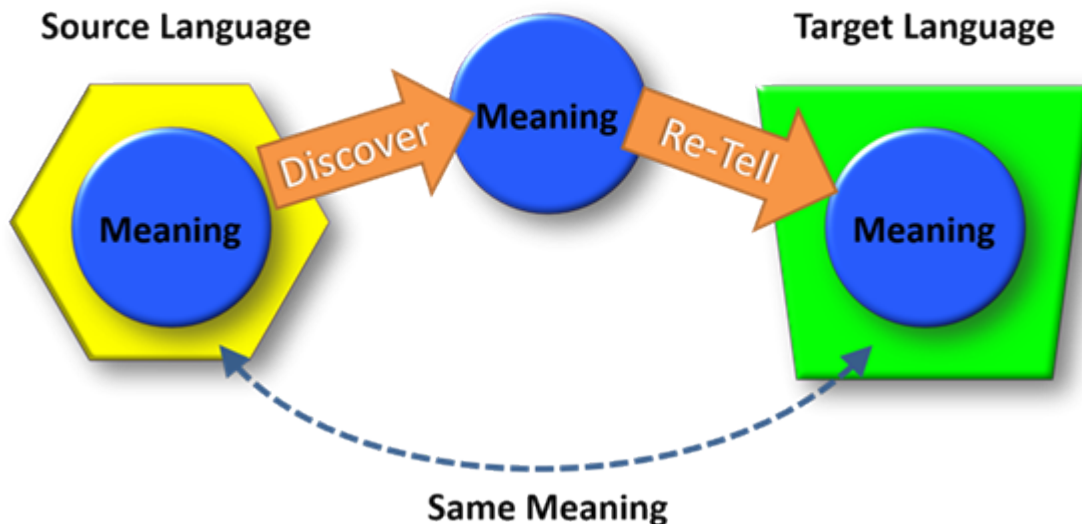 Source Language
Target Language
Meaning
Discover
Meaning
Re-Tell
Meaning
Same Meaning